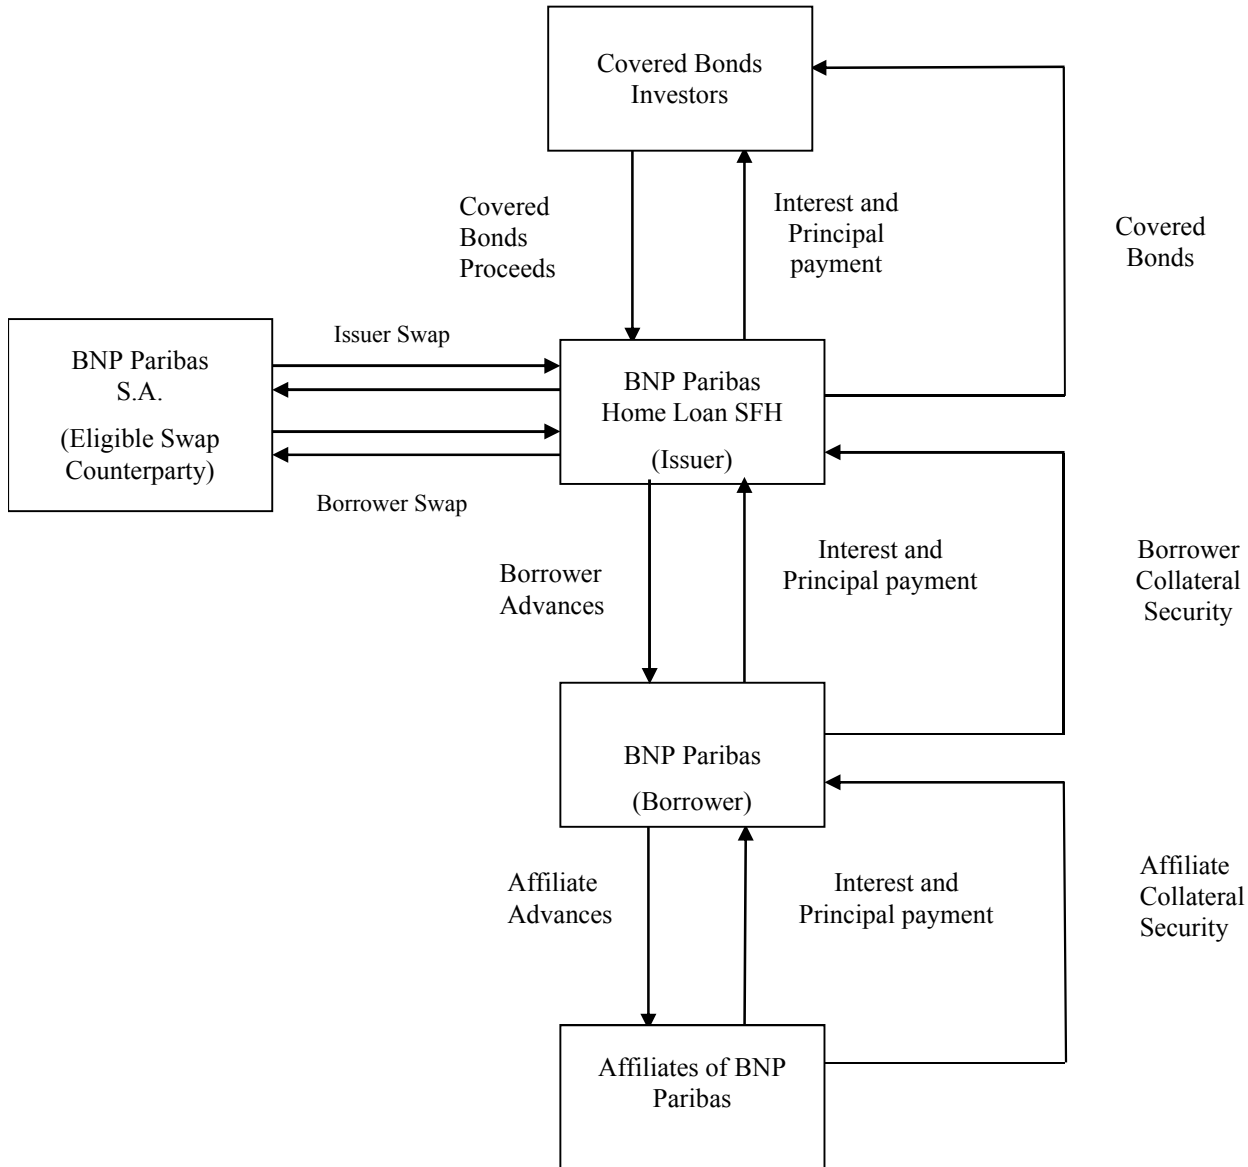 Covered Bonds
Investors
Covered
Bonds
Proceeds
Interest and
Principal
payment
Covered
Bonds
Issuer Swap
BNP Paribas
S.A.
(Eligible Swap
Counterparty)
BNP Paribas
Home Loan SFH
(Issuer)
Borrower Swap
Borrower
Advances
Interest and
Principal payment
Borrower
Collateral
Security
BNP Paribas
(Borrower)
Affiliate
Advances
Interest and
Principal payment
Affiliate
Collateral
Security
Affiliates of BNP
Paribas